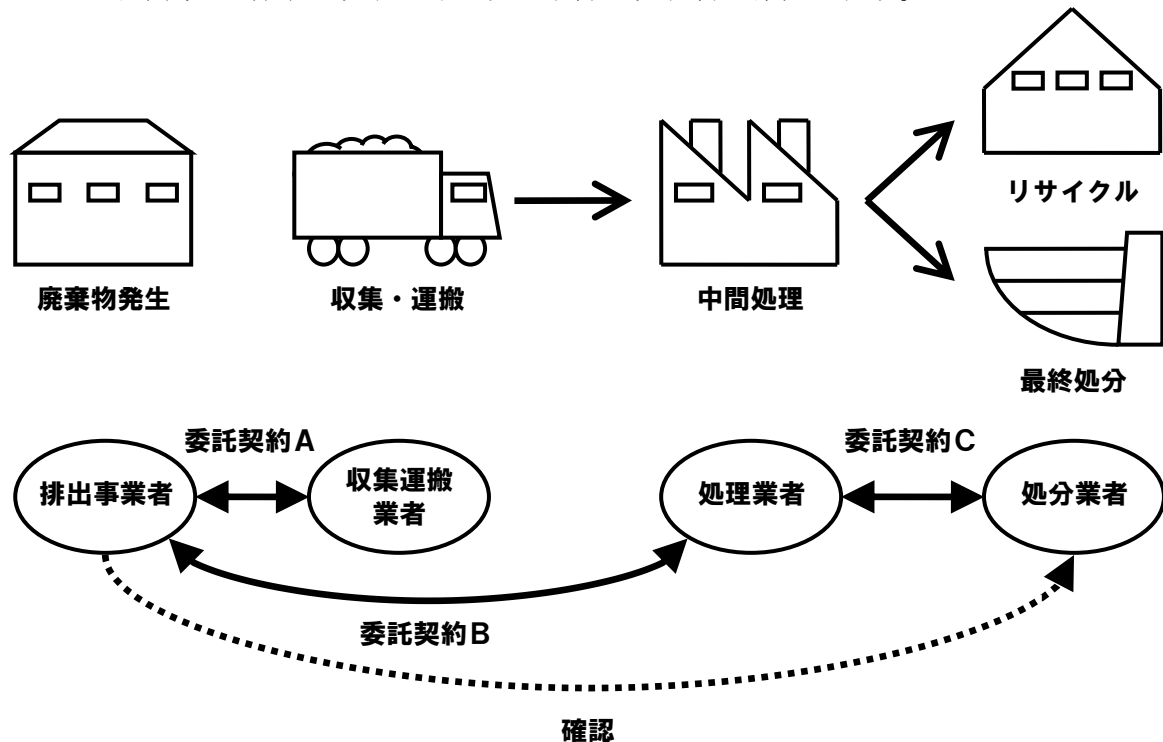 リサイクル
廃棄物発生
収集・運搬
中間処理
最終処分
委託契約A
委託契約C
排出事業者
収集運搬
業者
処理業者
処分業者
委託契約B
確認